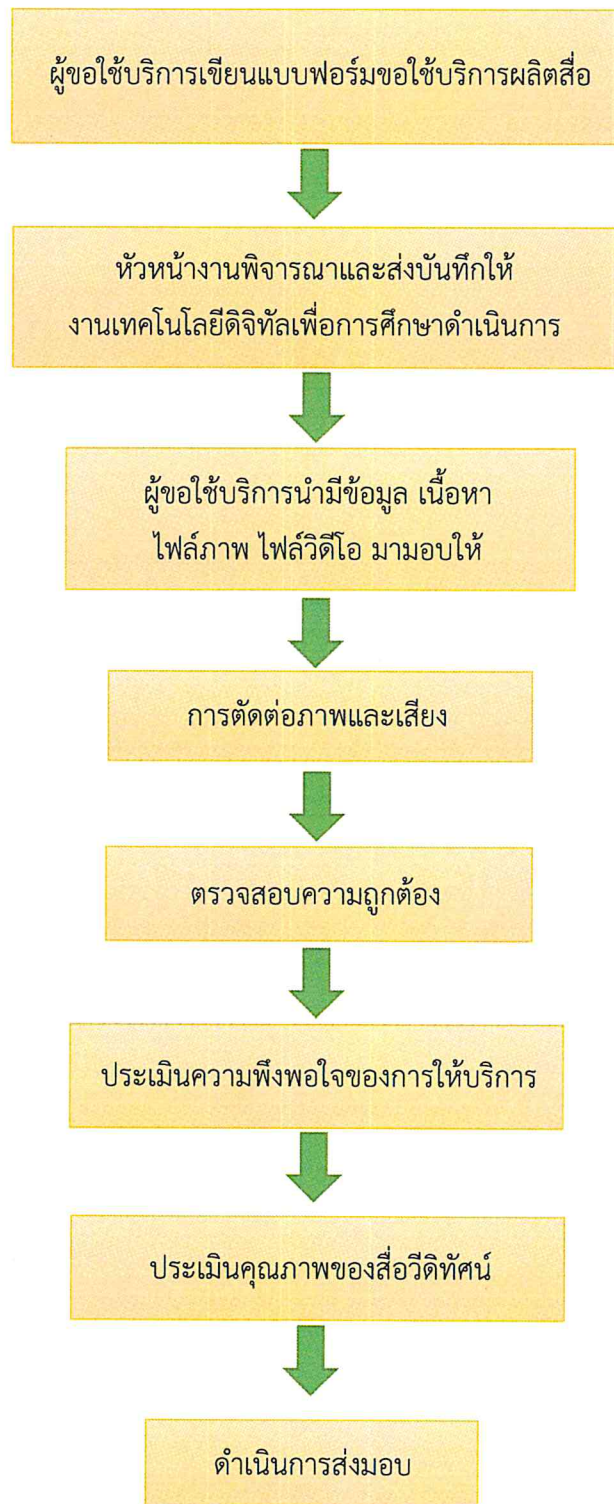 ผู้ขอใช้บริการเขียนแบบฟอร์มขอใช้บริการผลิตสื่อ
หัวหน้างานพิจารณาและส่งบันทึกให้
งานเทคโนโลยีดิจิทัลเพื่อการศึกษาดำเนินการ
ผู้ขอใช้บริการนำมีข้อมูล เนื้อหา
ไฟล์ภาพ ไฟล์วิดีโอ มามอบให้
การตัดต่อภาพและเสียง
ตรวจสอบความถูกต้อง
ประเมินความพึงพอใจของการให้บริการ
ประเมินคุณภาพของสื่อวีดิทัศน์
ดำเนินการส่งมอบ